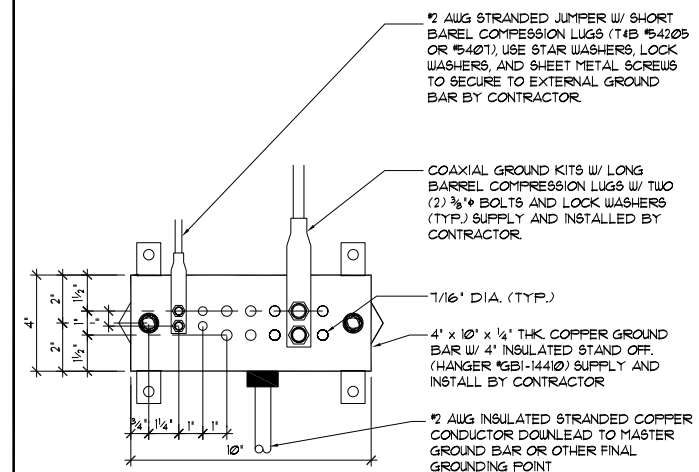 #2 AWG STRANDED JUMPER W/ SHORT
BAREL COMPESSION LUGS (T&B #54205
OR #5407), USE STAR WASHERS, LOCK
WASHERS, AND SHEET METAL SCREWS
TO SECURE TO EXTERNAL GROUND
BAR BY CONTRACTOR.
COAXIAL GROUND KITS W/ LONG
BARREL COMPRESSION LUGS W/ TWO
(2) 3/8"ϕ BOLTS AND LOCK WASHERS
(TYP.) SUPPLY AND INSTALLED BY
CONTRACTOR.
7/16" DIA. (TYP.)
4" x 10" x 1/4" THK. COPPER GROUND
BAR W/ 4" INSULATED STAND OFF.
(HANGER #GBI-14410) SUPPLY AND
INSTALL BY CONTRACTOR
#2 AWG INSULATED STRANDED COPPER
CONDUCTOR DOWNLEAD TO MASTER
GROUND BAR OR OTHER FINAL
GROUNDING POINT
4"
2"
2"
1 1/2"
1"
1 1/2"
1"
3/4"
1 1/4"
1"
1"
10"